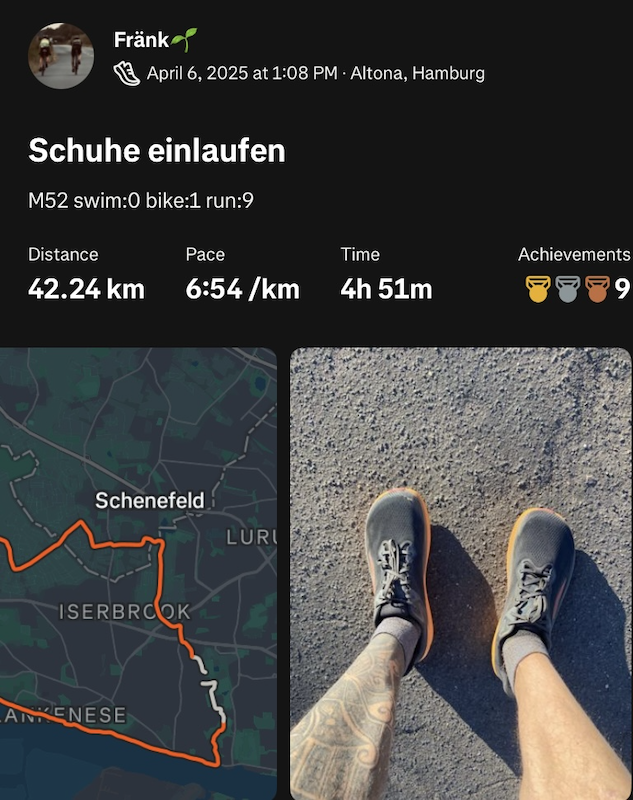 Fränk🌱
April 6, 2025 at 1:08 PM · Altona, Hamburg
Schuhe einlaufen
M52 swim:0 bike:1 run:9
Distance Pace Time Achievements
42.24 km 6:54 /km 4h 51m 9
Schenefeld
LURU
ISERBROOK
ANKENESE